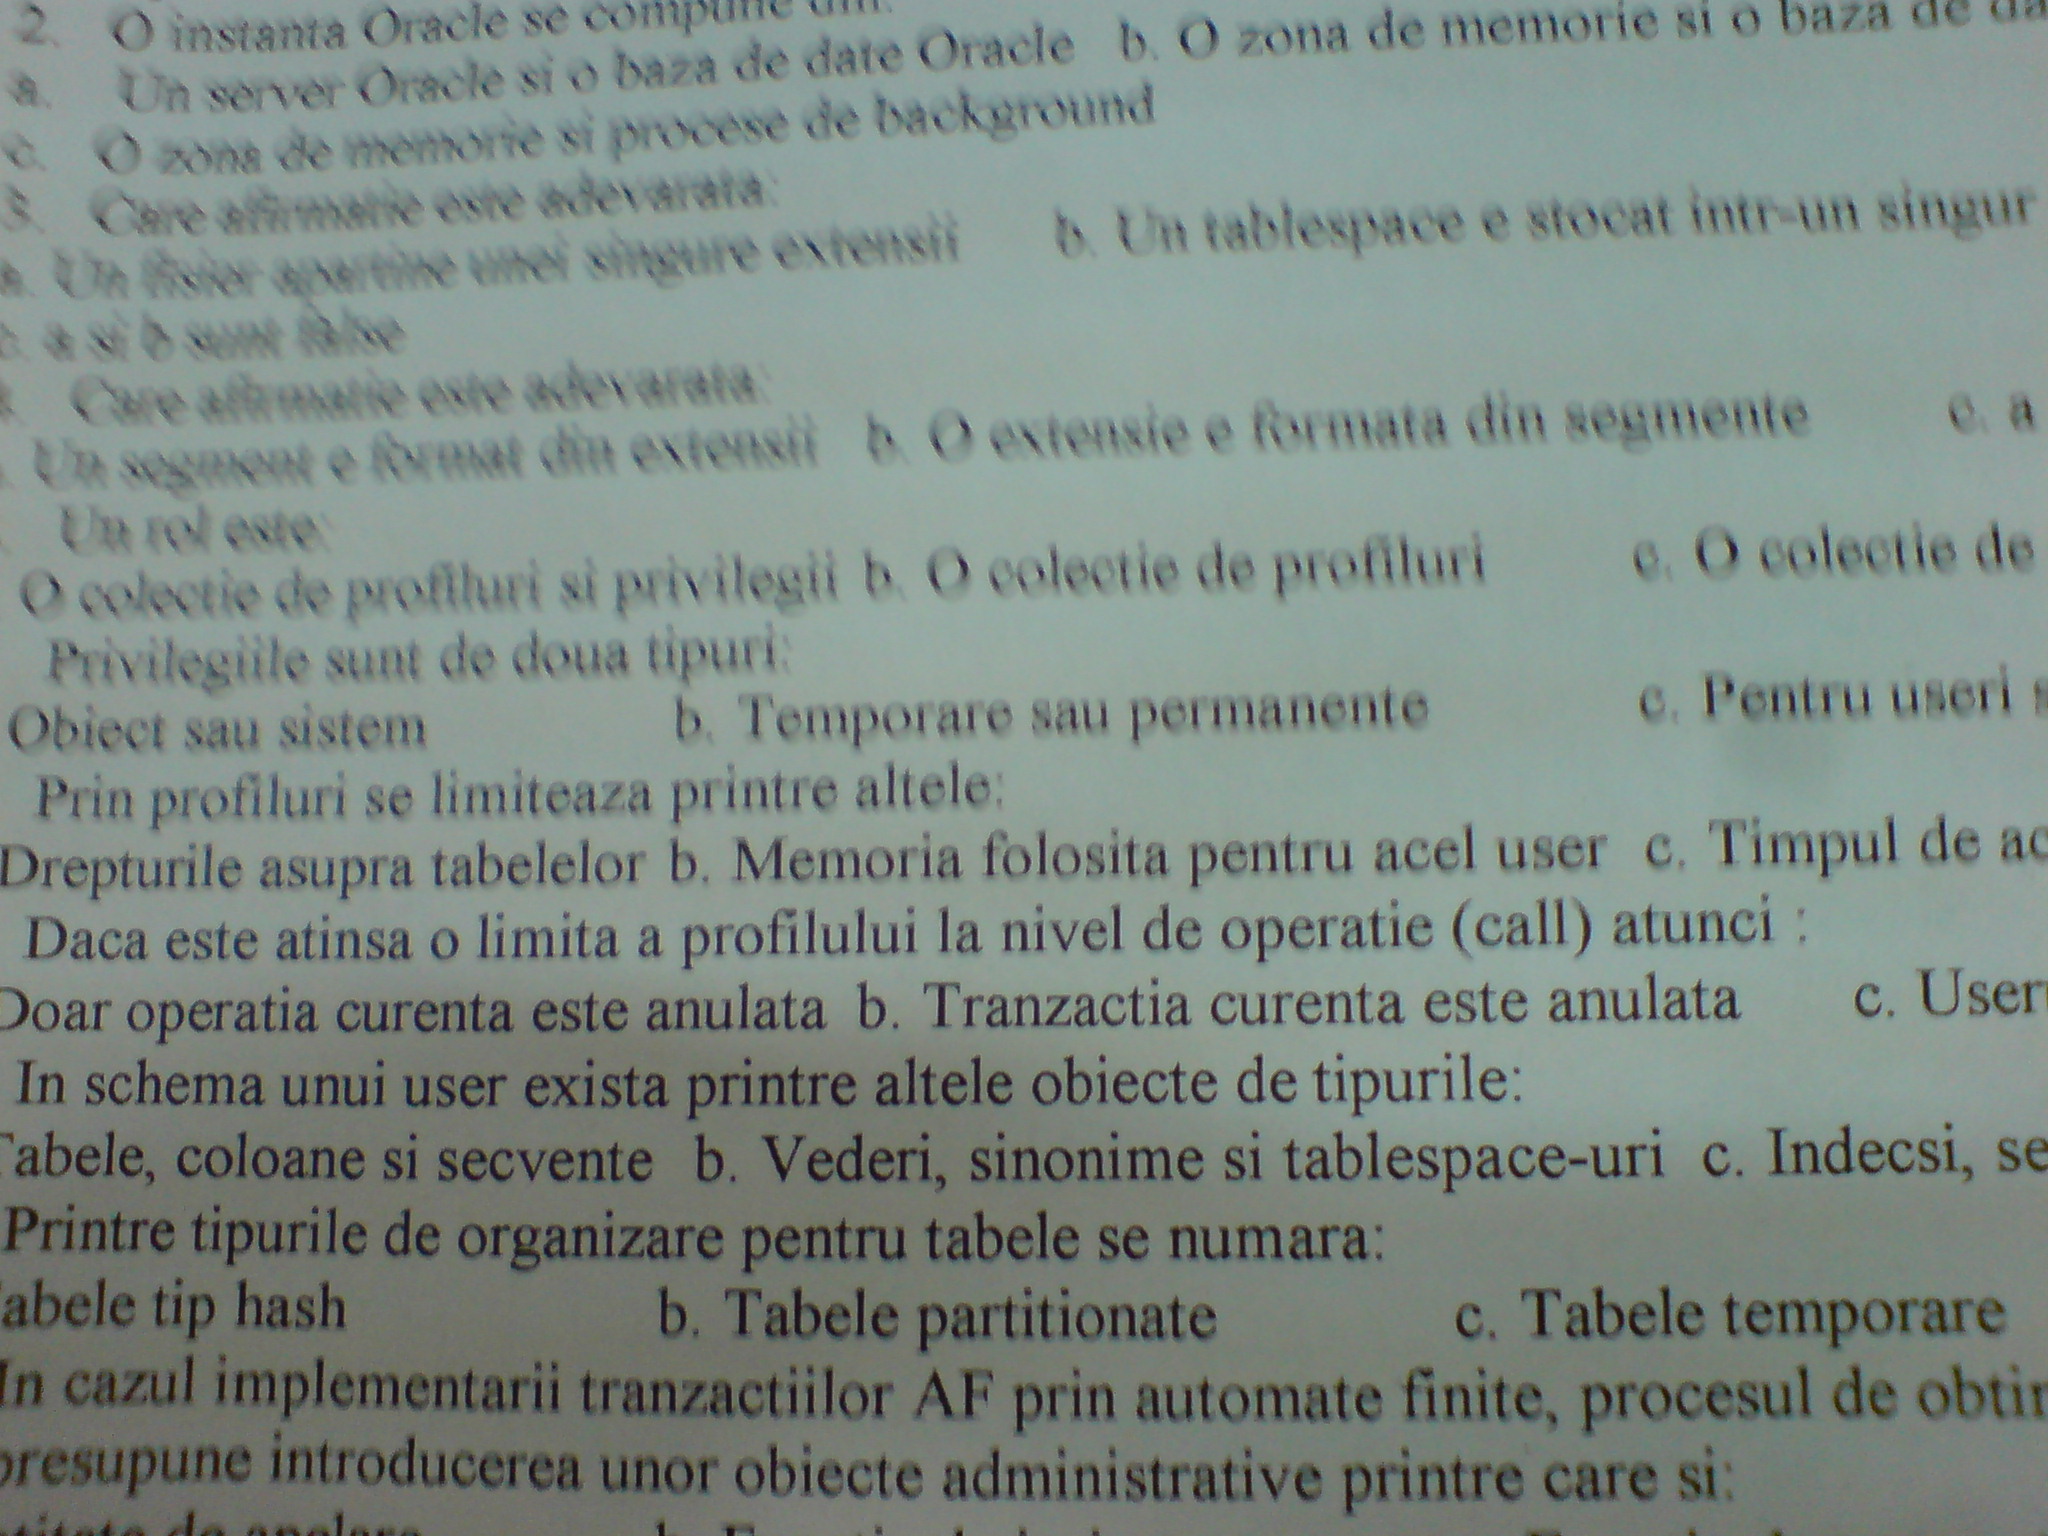 2. O instanta Oracle se compune din:
a. Un server Oracle si o baza de date Oracle b. O zona de memorie si o baza de
c. O zona de memorie si procese de background
3. Care afirmatie este adevarata:
a. Un fisier apartine unei singure extensii b. Un tablespace e stocat intr-un singur
c. a si b sunt false
Care afirmatie este adevarata:
Un segment e format din extensii b. O extensie e formata din segmente c. a
Un rol este:
O colectie de profiluri si privilegii b. O colectie de profiluri c. O colectie de
Privilegiile sunt de doua tipuri:
Obiect sau sistem b. Temporare sau permanente c. Pentru useri
Prin profiluri se limiteaza printre altele:
Drepturile asupra tabelelor b. Memoria folosita pentru acel user c. Timpul de ac
Daca este atinsa o limita a profilului la nivel de operatie (call) atunci :
Doar operatia curenta este anulata b. Tranzactia curenta este anulata c. User
In schema unui user exista printre altele obiecte de tipurile:
Tabele, coloane si secvente b. Vederi, sinonime si tablespace-uri c. Indecsi, se
Printre tipurile de organizare pentru tabele se numara:
abele tip hash b. Tabele partitionate c. Tabele temporare
In cazul implementarii tranzactiilor AF prin automate finite, procesul de obtin
presupune introducerea unor obiecte administrative printre care si: